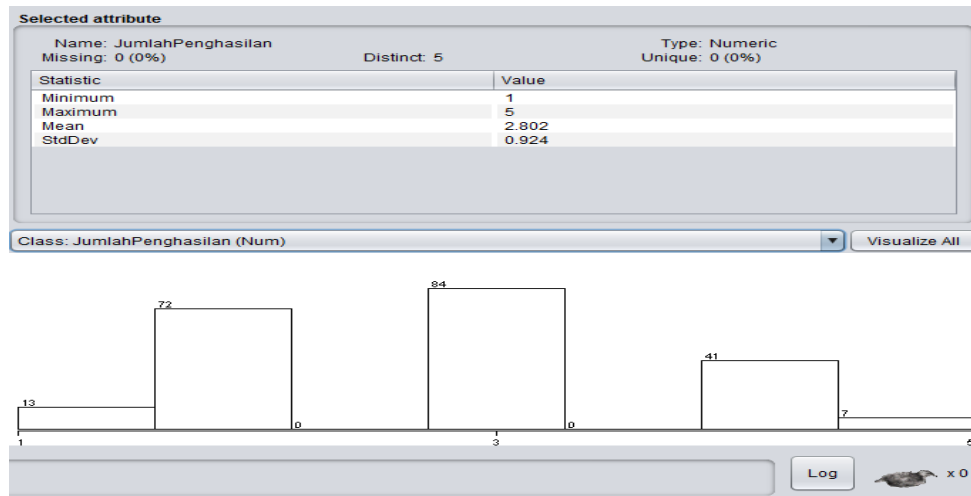 Selected attribute
Name: JumlahPenghasilan Type: Numeric
Missing: 0 (0%) Distinct: 5 Unique: 0 (0%)
Statistic Value
Minimum 1
Maximum 5
Mean 2.802
StdDev 0.924
Class: JumlahPenghasilan (Num) Visualize All
84
72
41
13 7
0 0
1 3 5
Log x 0